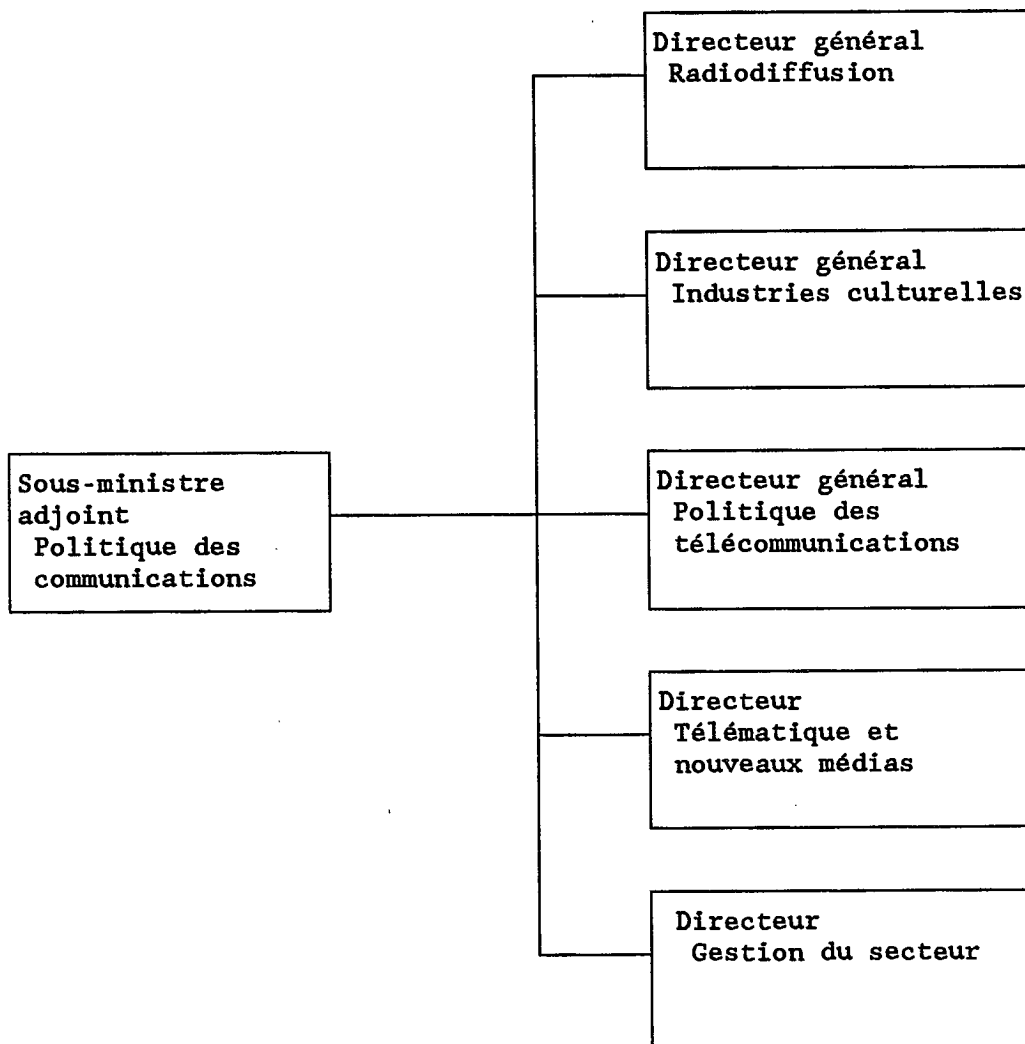 Directeur général
Radiodiffusion
Directeur général
Industries culturelles
Sous-ministre
adjoint
Politique des
communications
Directeur général
Politique des
télécommunications
Directeur
Télématique et
nouveaux médias
Directeur
Gestion du secteur